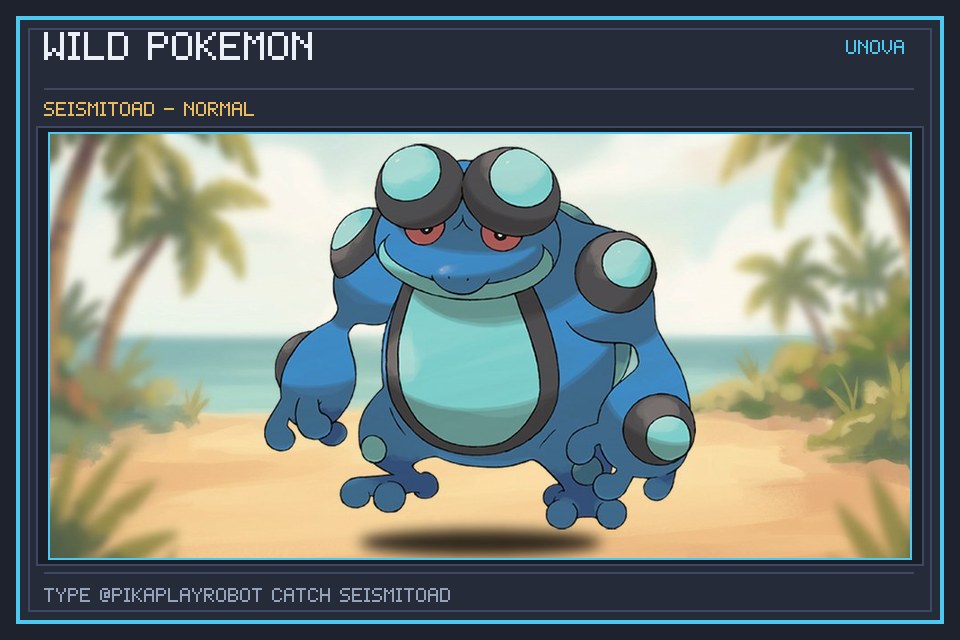 WILD POKEMON
UNOVA
SEISMITOAD - NORMAL
TYPE @PIKAPLAYROBOT CATCH SEISMITOAD